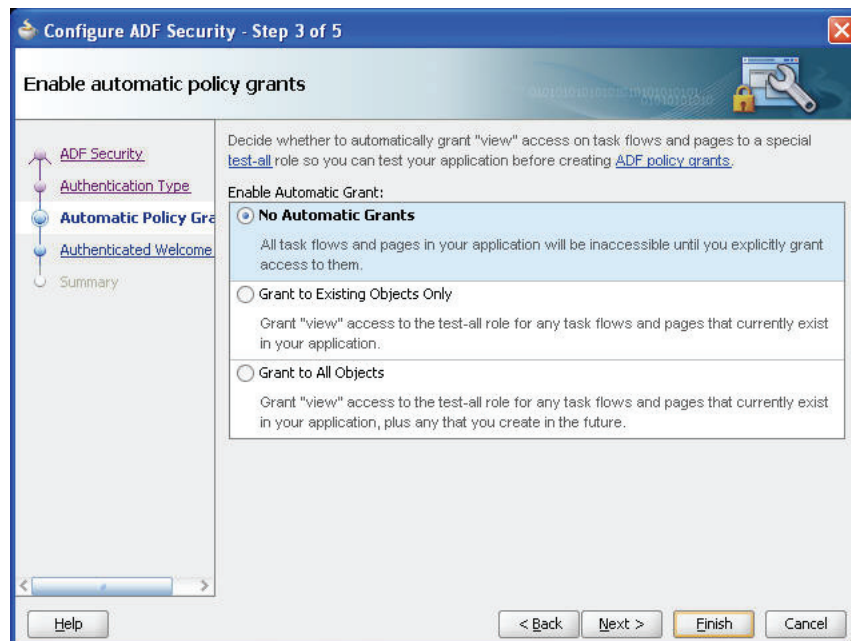 Configure ADF Security - Step 3 of 5
Enable automatic policy grants
ADF Security
Authentication Type
Automatic Policy Gra
Authenticated Welcome
Summary
Decide whether to automatically grant "view" access on task flows and pages to a special
test-all role so you can test your application before creating ADF policy grants.
Enable Automatic Grant:
No Automatic Grants
All task flows and pages in your application will be inaccessible until you explicitly grant
access to them.
Grant to Existing Objects Only
Grant "view" access to the test-all role for any task flows and pages that currently exist
in your application.
Grant to All Objects
Grant "view" access to the test-all role for any task flows and pages that currently exist
in your application, plus any that you create in the future.
Help
< Back
Next >
Finish
Cancel